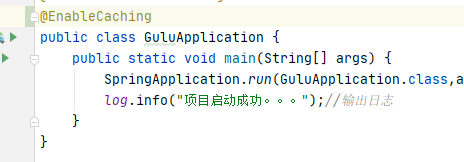 @EnableCaching
public class GuluApplication {
public static void main(String[] args) {
SpringApplication.run(GuluApplication.class,a
log.info("项目启动成功。。。");//输出日志
}
}